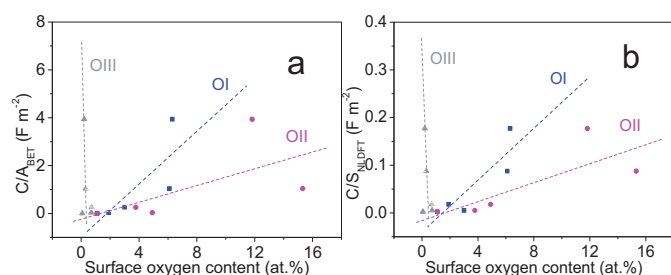 a
OIII
OI
OII
C/A_BET (F m⁻²)
8
6
4
2
0
0 4 8 12 16
Surface oxygen content (at.%)
b
OIII
OI
OII
C/S_NLDFT (F m⁻²)
0.4
0.3
0.2
0.1
0.0
0 4 8 12 16
Surface oxygen content (at.%)